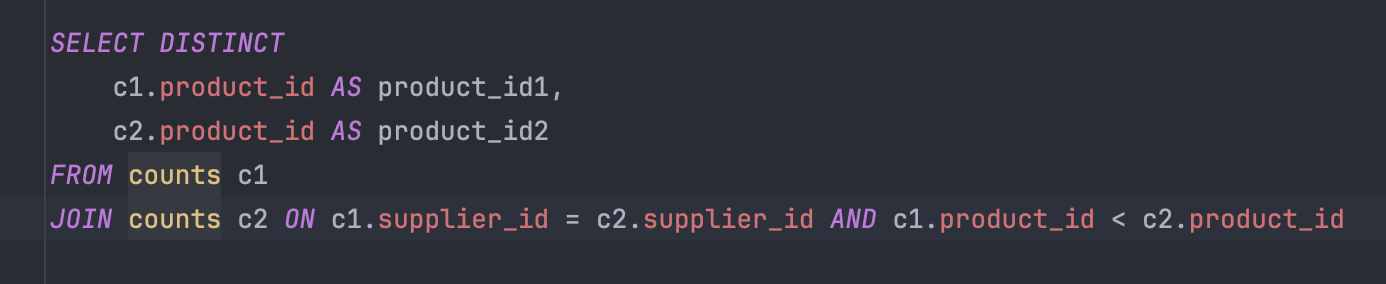 SELECT DISTINCT
    c1.product_id AS product_id1,
    c2.product_id AS product_id2
FROM counts c1
JOIN counts c2 ON c1.supplier_id = c2.supplier_id AND c1.product_id < c2.product_id